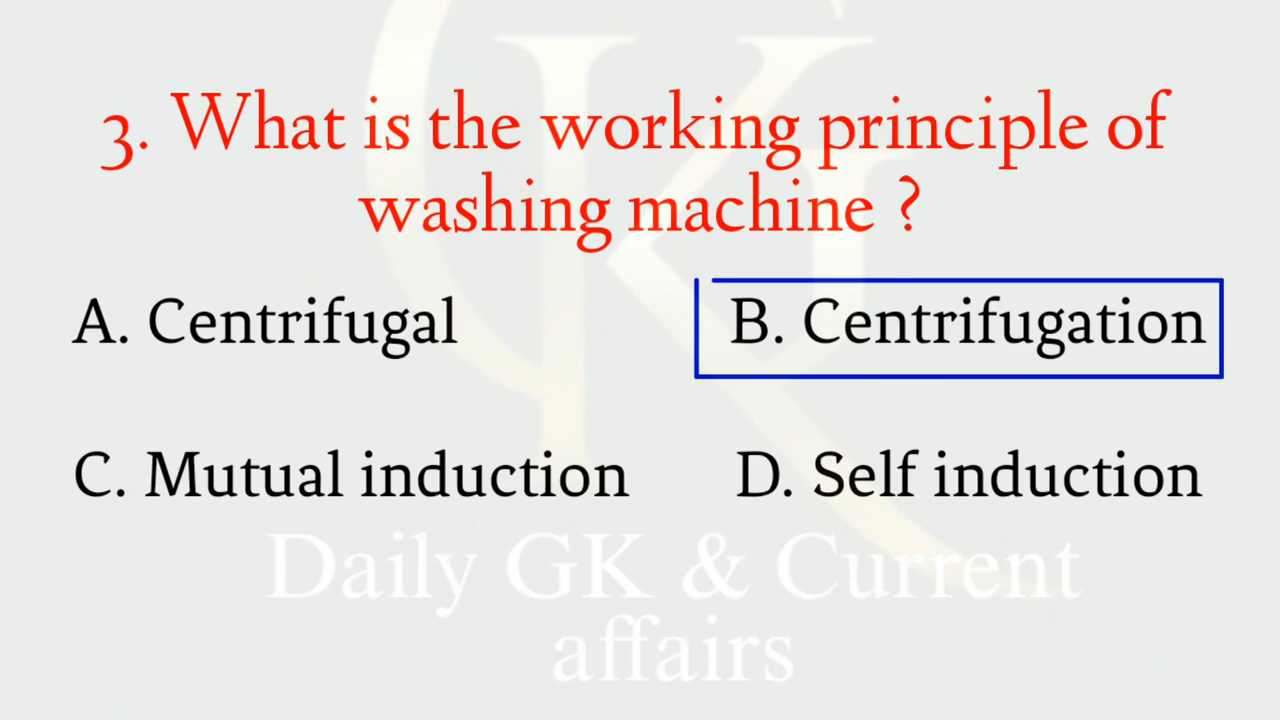 3. What is the working principle of
washing machine ?
A. Centrifugal
B. Centrifugation
C. Mutual induction
D. Self induction
Daily GK & Current
affairs